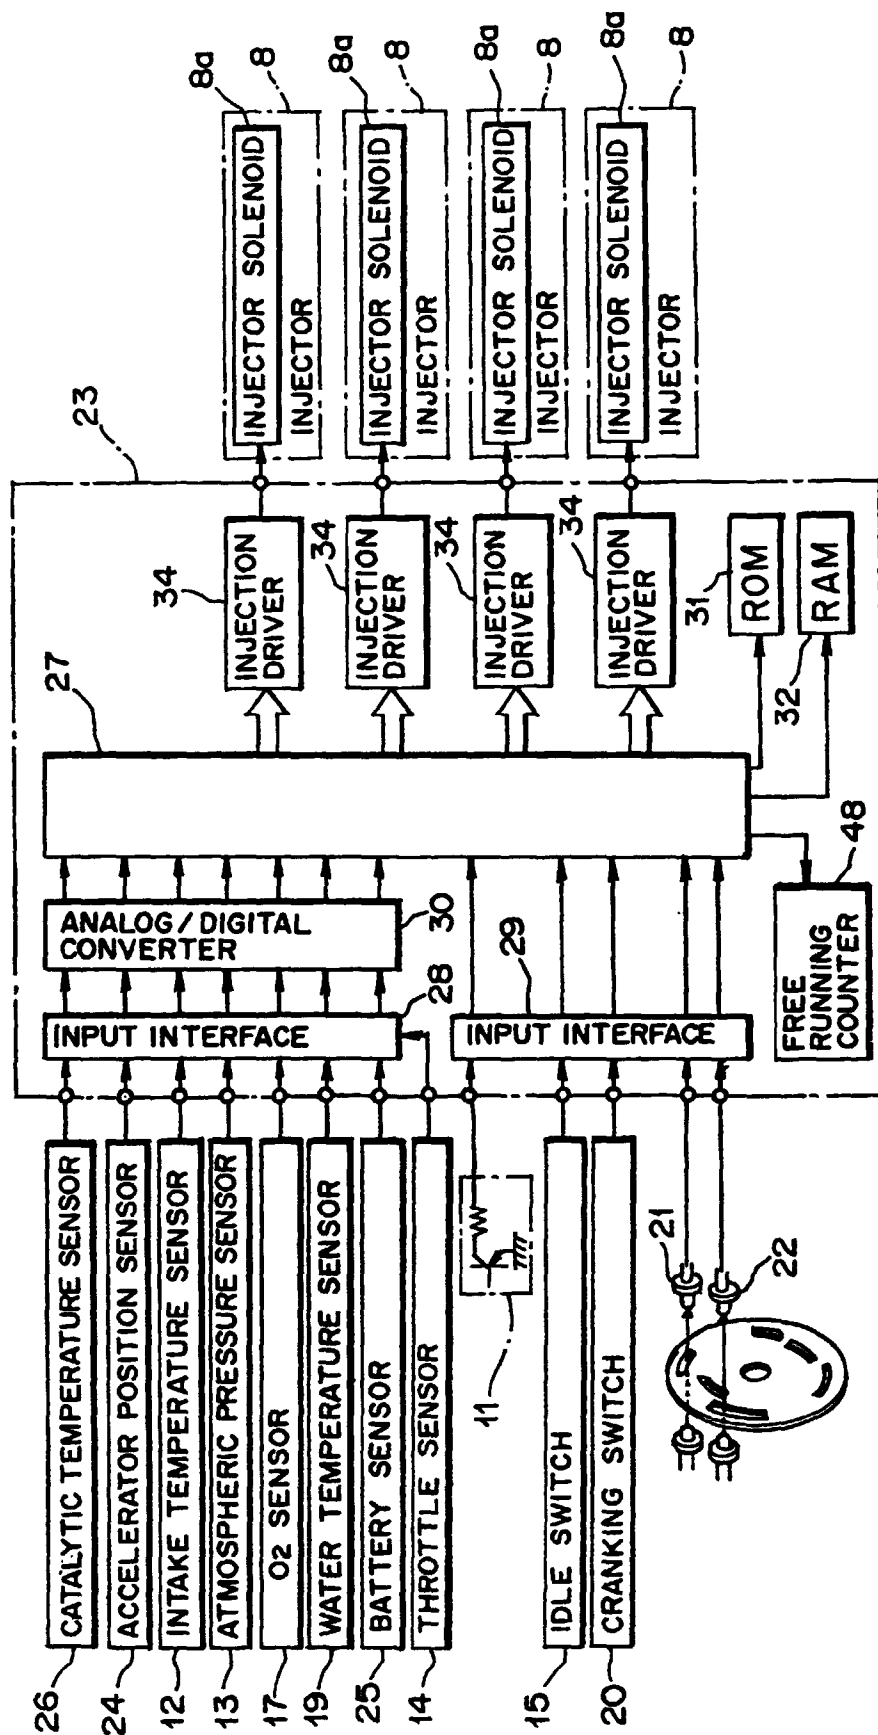 26
CATALYTIC TEMPERATURE SENSOR
24
ACCELERATOR POSITION SENSOR
12
INTAKE TEMPERATURE SENSOR
13
ATMOSPHERIC PRESSURE SENSOR
17
O2 SENSOR
19
WATER TEMPERATURE SENSOR
25
BATTERY SENSOR
14
THROTTLE SENSOR
11
15
IDLE SWITCH
20
CRANKING SWITCH
21
22
INPUT INTERFACE
28
ANALOG/DIGITAL
CONVERTER
30
INPUT INTERFACE
29
FREE
RUNNING
COUNTER
48
27
23
34
INJECTION
DRIVER
34
INJECTION
DRIVER
34
INJECTION
DRIVER
34
INJECTION
DRIVER
31
ROM
32
RAM
INJECTOR SOLENOID
8a
INJECTOR
8
INJECTOR SOLENOID
8a
INJECTOR
8
INJECTOR SOLENOID
8a
INJECTOR
8
INJECTOR SOLENOID
8a
INJECTOR
8